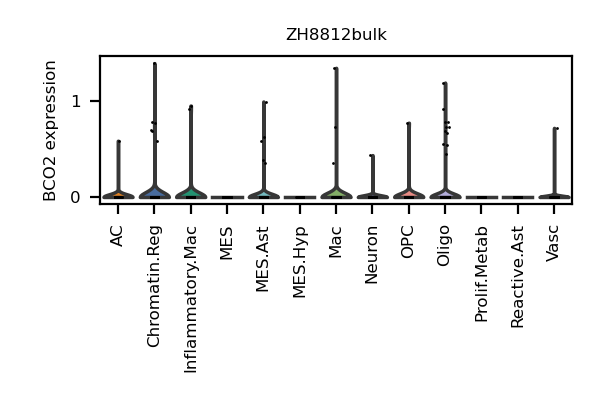 ZH8812bulk
BCO2 expression
1
0
AC
Chromatin.Reg
Inflammatory.Mac
MES
MES.Ast
MES.Hyp
Mac
Neuron
OPC
Oligo
Prolif.Metab
Reactive.Ast
Vasc